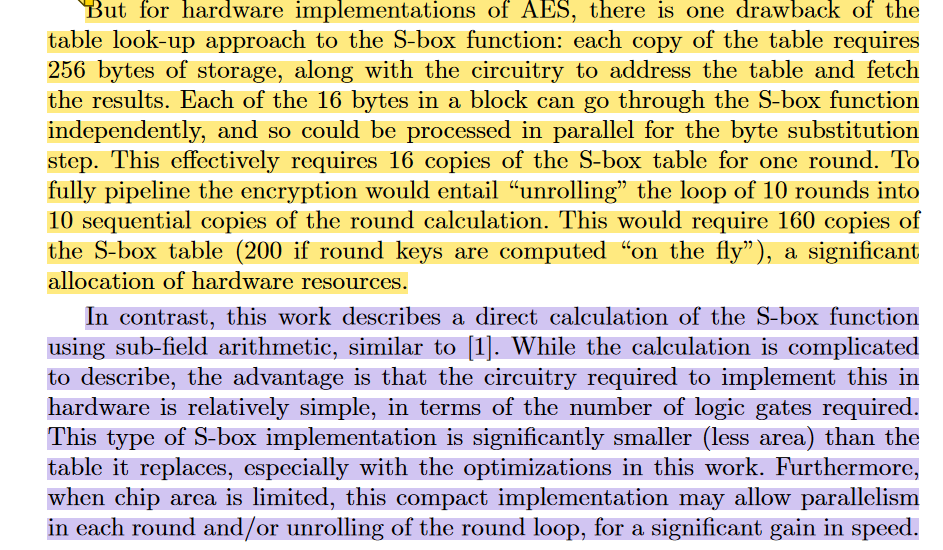 But for hardware implementations of AES, there is one drawback of the
table look-up approach to the S-box function: each copy of the table requires
256 bytes of storage, along with the circuitry to address the table and fetch
the results. Each of the 16 bytes in a block can go through the S-box function
independently, and so could be processed in parallel for the byte substitution
step. This effectively requires 16 copies of the S-box table for one round. To
fully pipeline the encryption would entail “unrolling” the loop of 10 rounds into
10 sequential copies of the round calculation. This would require 160 copies of
the S-box table (200 if round keys are computed “on the fly”), a significant
allocation of hardware resources.
In contrast, this work describes a direct calculation of the S-box function
using sub-field arithmetic, similar to [1]. While the calculation is complicated
to describe, the advantage is that the circuitry required to implement this in
hardware is relatively simple, in terms of the number of logic gates required.
This type of S-box implementation is significantly smaller (less area) than the
table it replaces, especially with the optimizations in this work. Furthermore,
when chip area is limited, this compact implementation may allow parallelism
in each round and/or unrolling of the round loop, for a significant gain in speed.